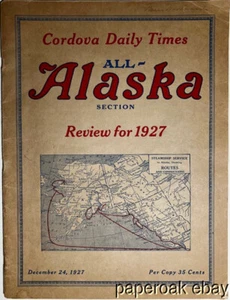 Cordova Daily Times
ALL-
Alaska
SECTION
Review for 1927
STEAMSHIP SERVICE
ROUTES
December 24, 1927 Per Copy 35 Cents
paperoak ebay